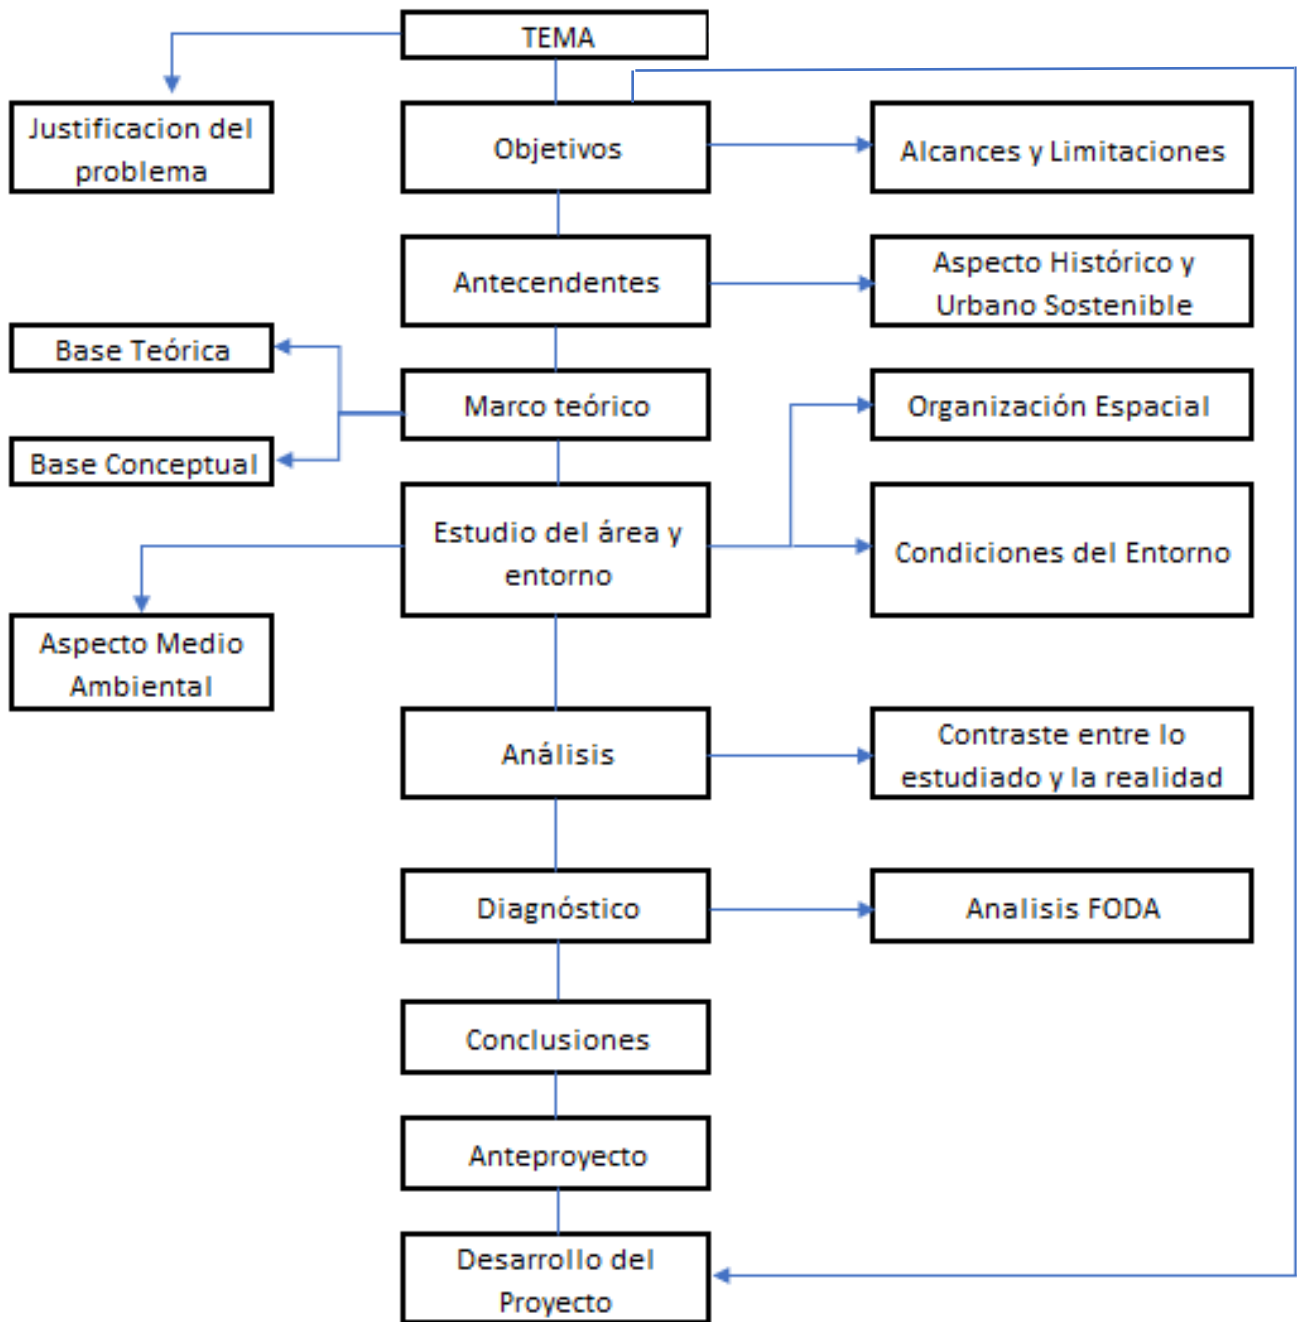 TEMA
Justificacion del
problema
Objetivos
Alcances y Limitaciones
Antecendentes
Aspecto Histórico y
Urbano Sostenible
Base Teórica
Marco teórico
Organización Espacial
Base Conceptual
Estudio del área y
entorno
Condiciones del Entorno
Aspecto Medio
Ambiental
Análisis
Contraste entre lo
estudiado y la realidad
Diagnóstico
Analisis FODA
Conclusiones
Anteproyecto
Desarrollo del
Proyecto